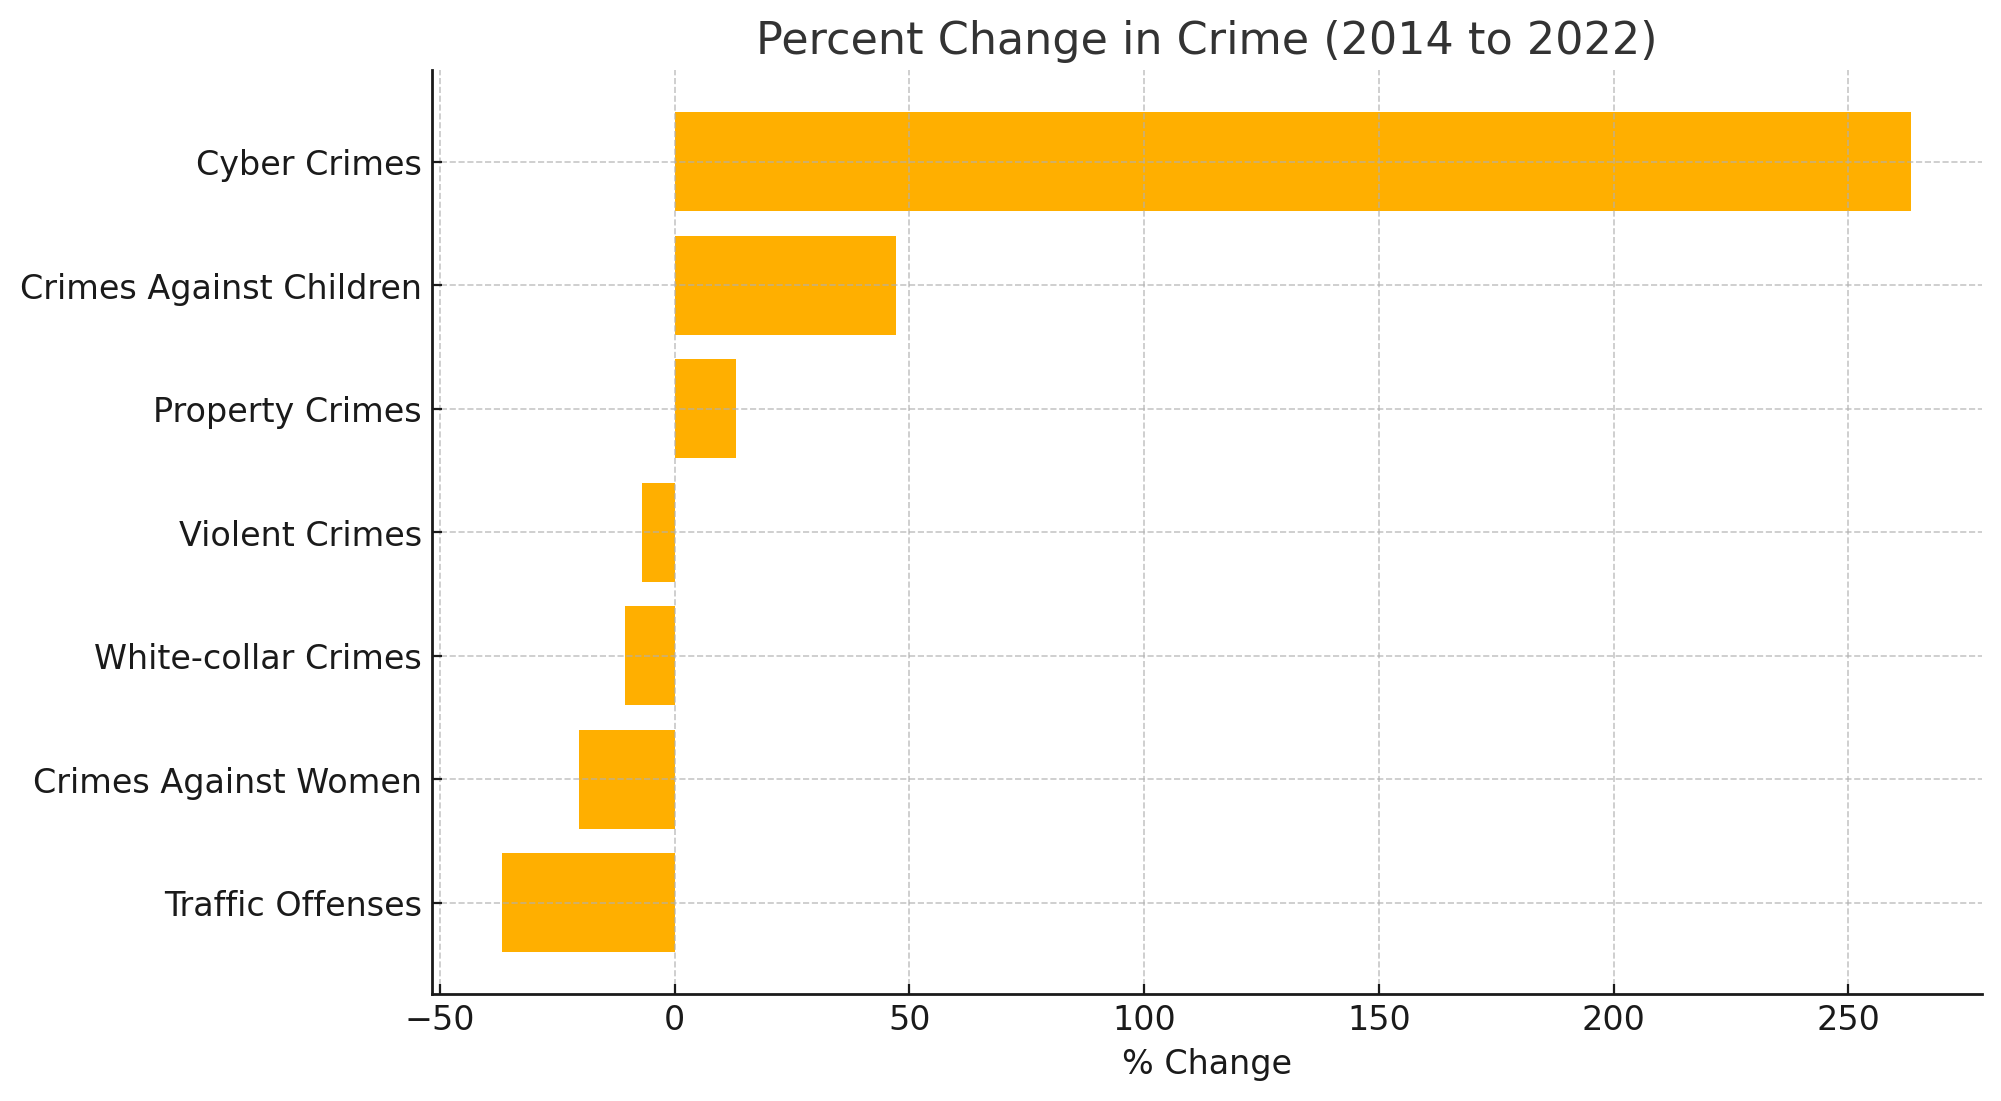 Percent Change in Crime (2014 to 2022)
Cyber Crimes
Crimes Against Children
Property Crimes
Violent Crimes
White-collar Crimes
Crimes Against Women
Traffic Offenses
−50 0 50 100 150 200 250
% Change